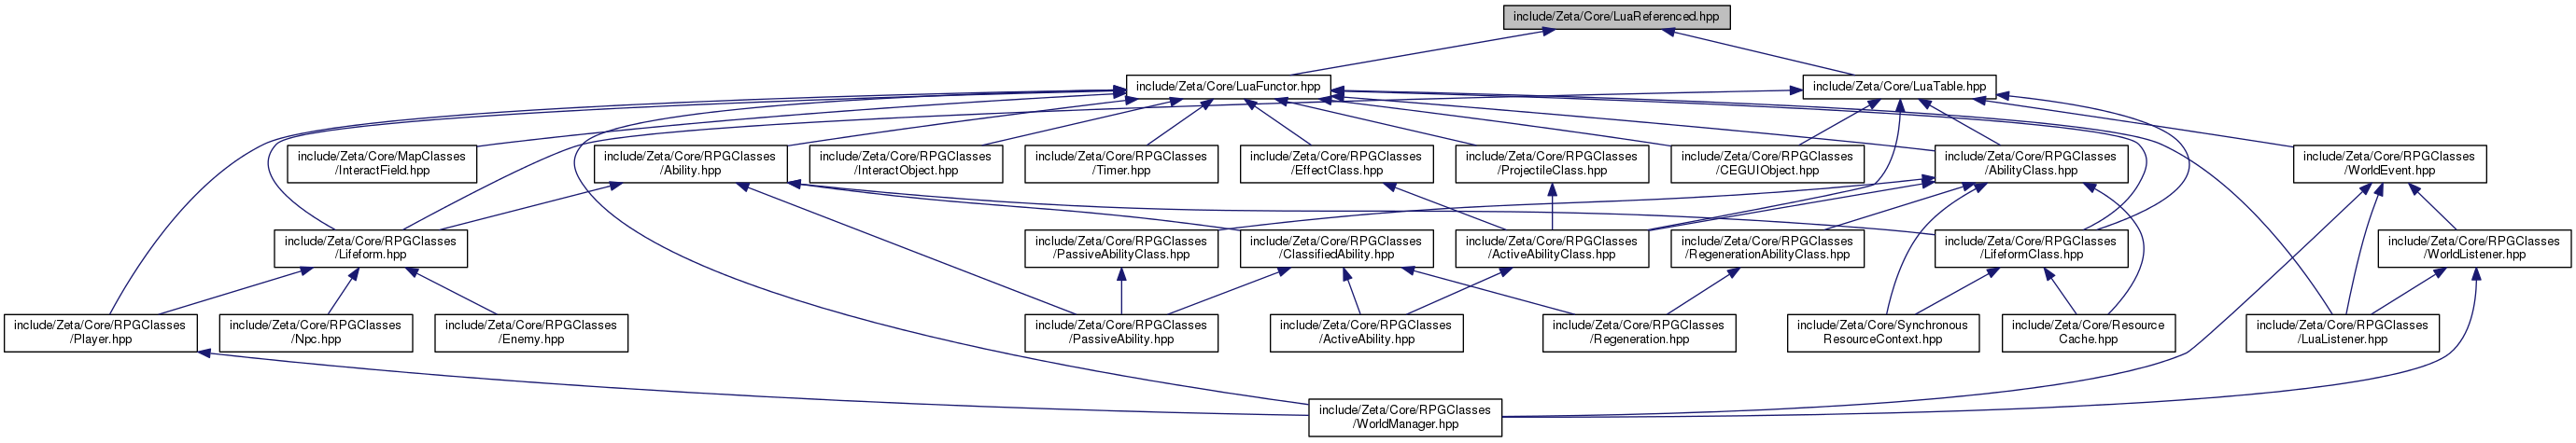 include/Zeta/Core/LuaReferenced.hpp
include/Zeta/Core/LuaFunctor.hpp
include/Zeta/Core/LuaTable.hpp
include/Zeta/Core/MapClasses
/InteractField.hpp
include/Zeta/Core/RPGClasses
/Ability.hpp
include/Zeta/Core/RPGClasses
/InteractObject.hpp
include/Zeta/Core/RPGClasses
/Timer.hpp
include/Zeta/Core/RPGClasses
/EffectClass.hpp
include/Zeta/Core/RPGClasses
/ProjectileClass.hpp
include/Zeta/Core/RPGClasses
/CEGUIObject.hpp
include/Zeta/Core/RPGClasses
/AbilityClass.hpp
include/Zeta/Core/RPGClasses
/WorldEvent.hpp
include/Zeta/Core/RPGClasses
/Lifeform.hpp
include/Zeta/Core/RPGClasses
/PassiveAbilityClass.hpp
include/Zeta/Core/RPGClasses
/ClassifiedAbility.hpp
include/Zeta/Core/RPGClasses
/ActiveAbilityClass.hpp
include/Zeta/Core/RPGClasses
/RegenerationAbilityClass.hpp
include/Zeta/Core/RPGClasses
/LifeformClass.hpp
include/Zeta/Core/RPGClasses
/WorldListener.hpp
include/Zeta/Core/RPGClasses
/Player.hpp
include/Zeta/Core/RPGClasses
/Npc.hpp
include/Zeta/Core/RPGClasses
/Enemy.hpp
include/Zeta/Core/RPGClasses
/PassiveAbility.hpp
include/Zeta/Core/RPGClasses
/ActiveAbility.hpp
include/Zeta/Core/RPGClasses
/Regeneration.hpp
include/Zeta/Core/Synchronous
ResourceContext.hpp
include/Zeta/Core/Resource
Cache.hpp
include/Zeta/Core/RPGClasses
/LuaListener.hpp
include/Zeta/Core/RPGClasses
/WorldManager.hpp